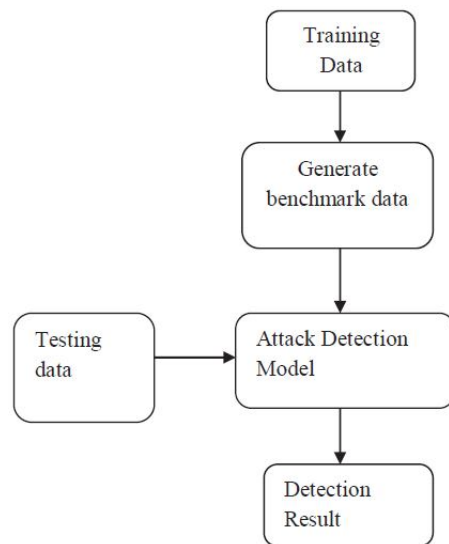 Training
Data
Generate
benchmark data
Testing
data
Attack Detection
Model
Detection
Result